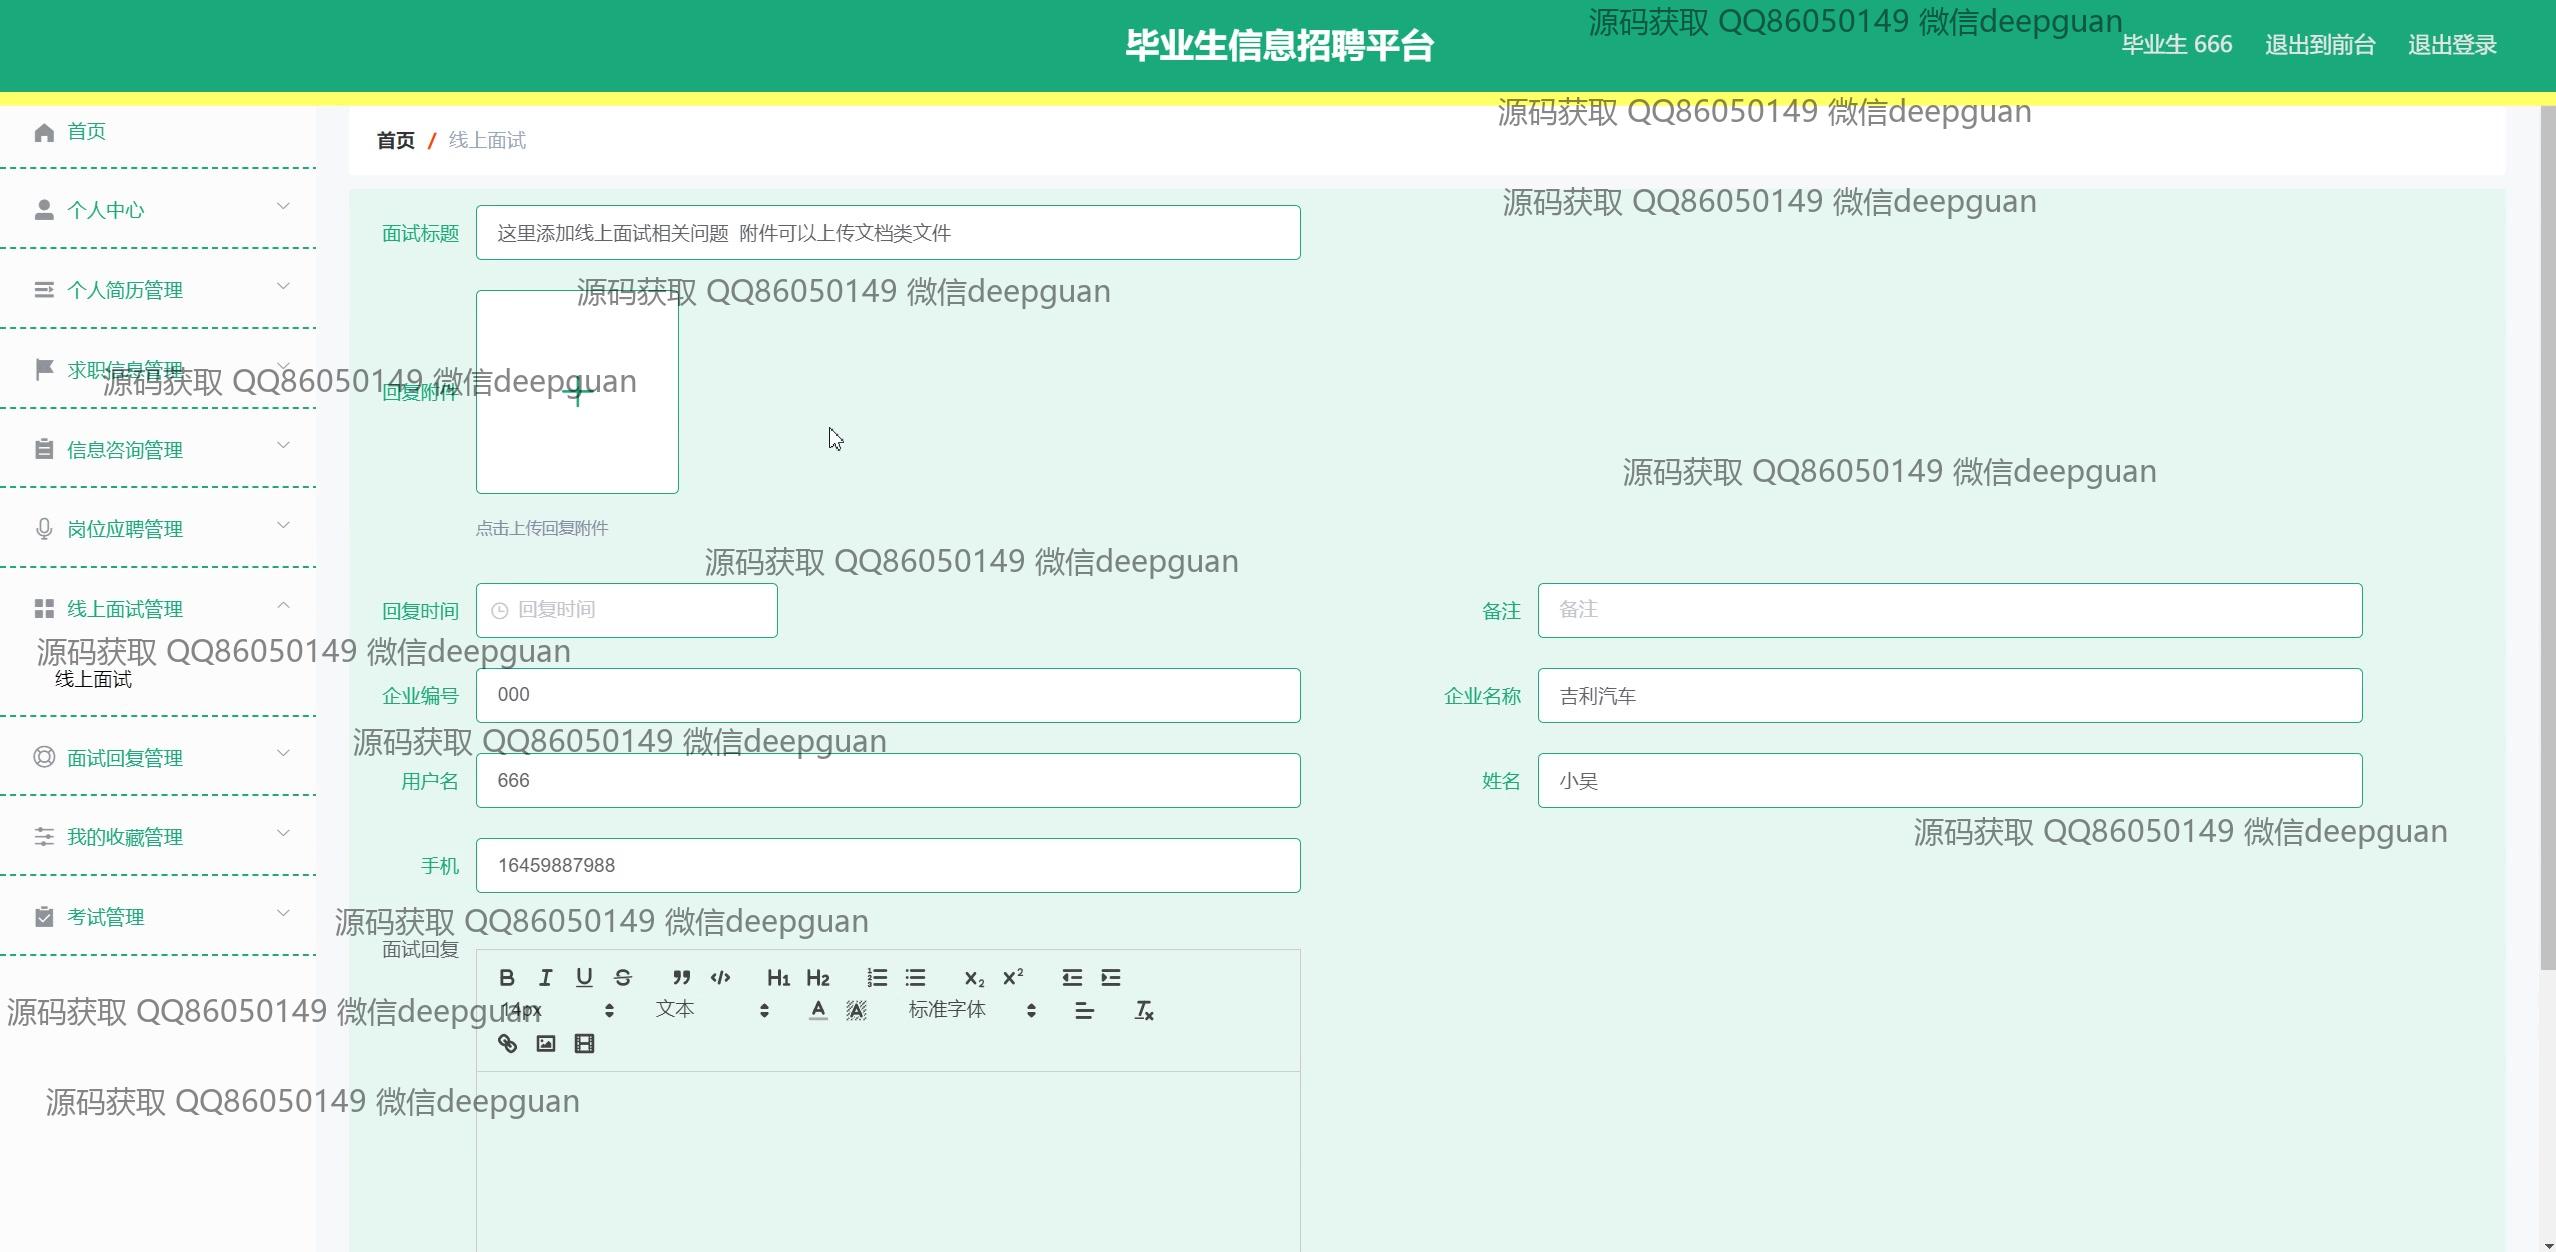 毕业生信息招聘平台
毕业生 666 退出到前台 退出登录
源码获取 QQ86050149 微信deepguan
源码获取 QQ86050149 微信deepguan
首页
首页 / 线上面试
个人中心
源码获取 QQ86050149 微信deepguan
面试标题 这里添加线上面试相关问题 附件可以上传文档类文件
个人简历管理
源码获取 QQ86050149 微信deepguan
求职信息管理
源码获取 QQ86050149 微信deepguan
回复附件
信息咨询管理
源码获取 QQ86050149 微信deepguan
岗位应聘管理
点击上传回复附件
源码获取 QQ86050149 微信deepguan
线上面试管理
回复时间 回复时间 备注 备注
源码获取 QQ86050149 微信deepguan
线上面试
企业编号 000 企业名称 吉利汽车
源码获取 QQ86050149 微信deepguan
面试回复管理
用户名 666 姓名 小吴
我的收藏管理
源码获取 QQ86050149 微信deepguan
手机 16459887988
考试管理
源码获取 QQ86050149 微信deepguan
面试回复
B I U S H1 H2 X2 X2
14px 文本 A A 标准字体 Tx
源码获取 QQ86050149 微信deepguan
源码获取 QQ86050149 微信deepguan